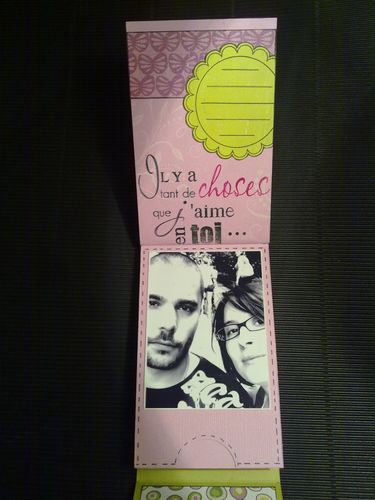 Il y a
tant de choses
que j'aime
en toi...